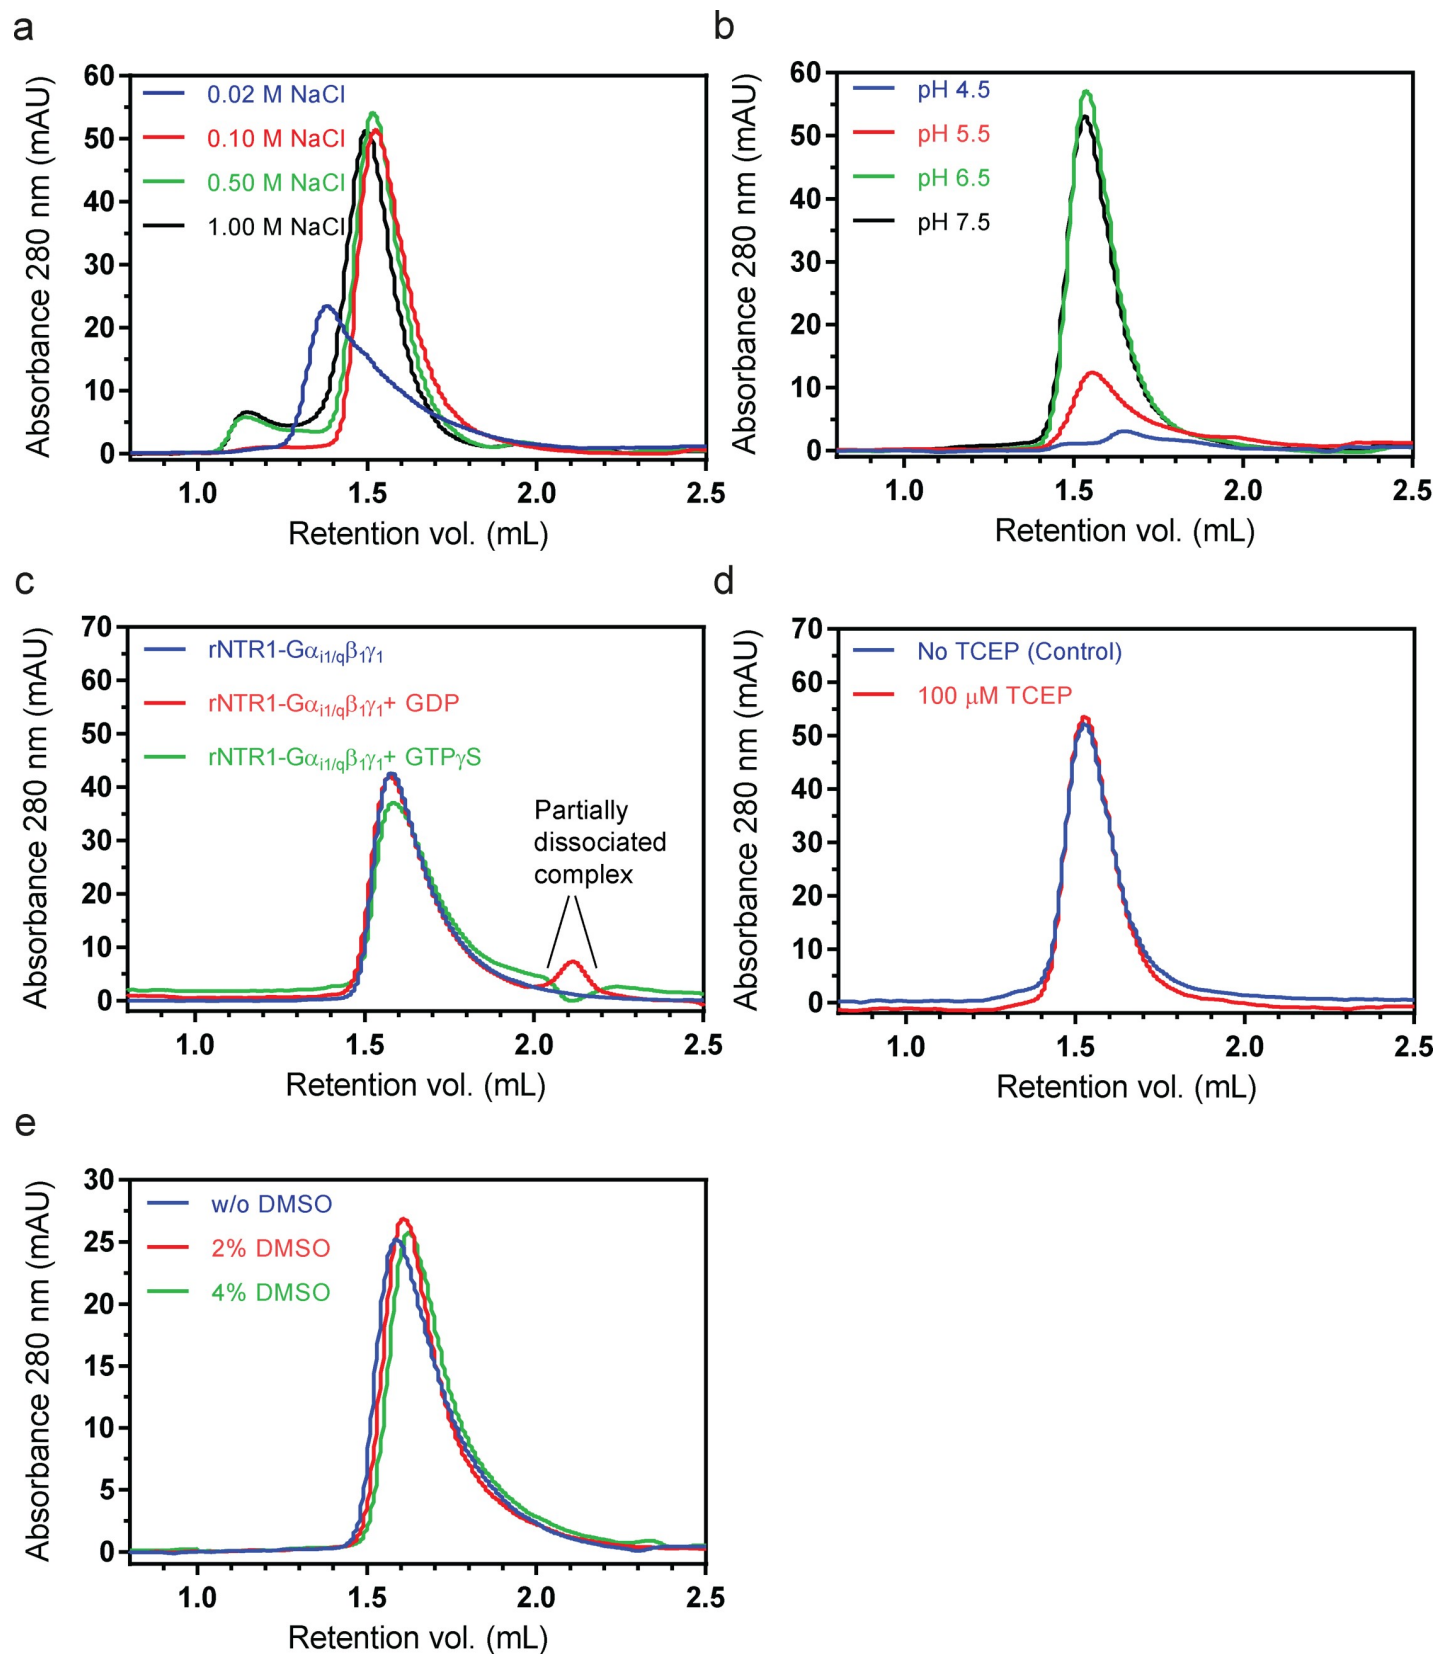 a
60
50
40
30
20
10
0
Absorbance 280 nm (mAU)
0.02 M NaCl
0.10 M NaCl
0.50 M NaCl
1.00 M NaCl
1.0 1.5 2.0 2.5
Retention vol. (mL)
b
60
50
40
30
20
10
0
Absorbance 280 nm (mAU)
pH 4.5
pH 5.5
pH 6.5
pH 7.5
1.0 1.5 2.0 2.5
Retention vol. (mL)
c
70
60
50
40
30
20
10
0
Absorbance 280 nm (mAU)
rNTR1-Gαi1/qβ1γ1
rNTR1-Gαi1/qβ1γ1+ GDP
rNTR1-Gαi1/qβ1γ1+ GTPγS
Partially
dissociated
complex
1.0 1.5 2.0 2.5
Retention vol. (mL)
d
70
60
50
40
30
20
10
0
Absorbance 280 nm (mAU)
No TCEP (Control)
100 μM TCEP
1.0 1.5 2.0 2.5
Retention vol. (mL)
e
30
25
20
15
10
5
0
Absorbance 280 nm (mAU)
w/o DMSO
2% DMSO
4% DMSO
1.0 1.5 2.0 2.5
Retention vol. (mL)